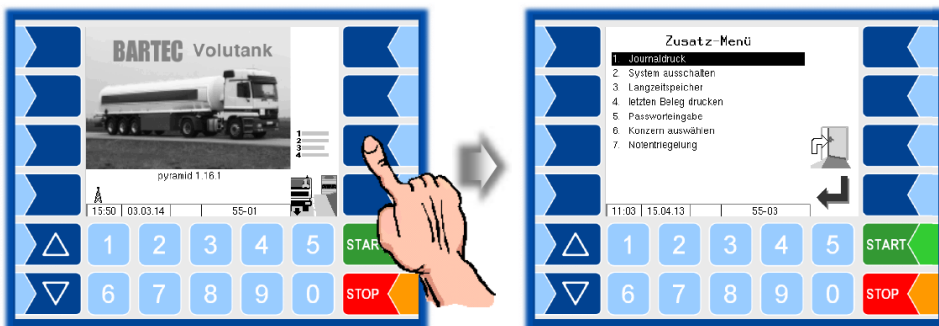 BARTEC Volutank
1
2
3
4
pyramid 1.16.1
15:50 03.03.14 55-01
1 2 3 4 5 STAR
6 7 8 9 0 STOP
Zusatz-Menü
1. Journaldruck
2. System ausschalten
3. Langzeitspeicher
4. letzten Beleg drucken
5. Passworteingabe
6. Konzern auswählen
7. Notentriegelung
11:03 15.04.13 55-03
1 2 3 4 5 START
6 7 8 9 0 STOP